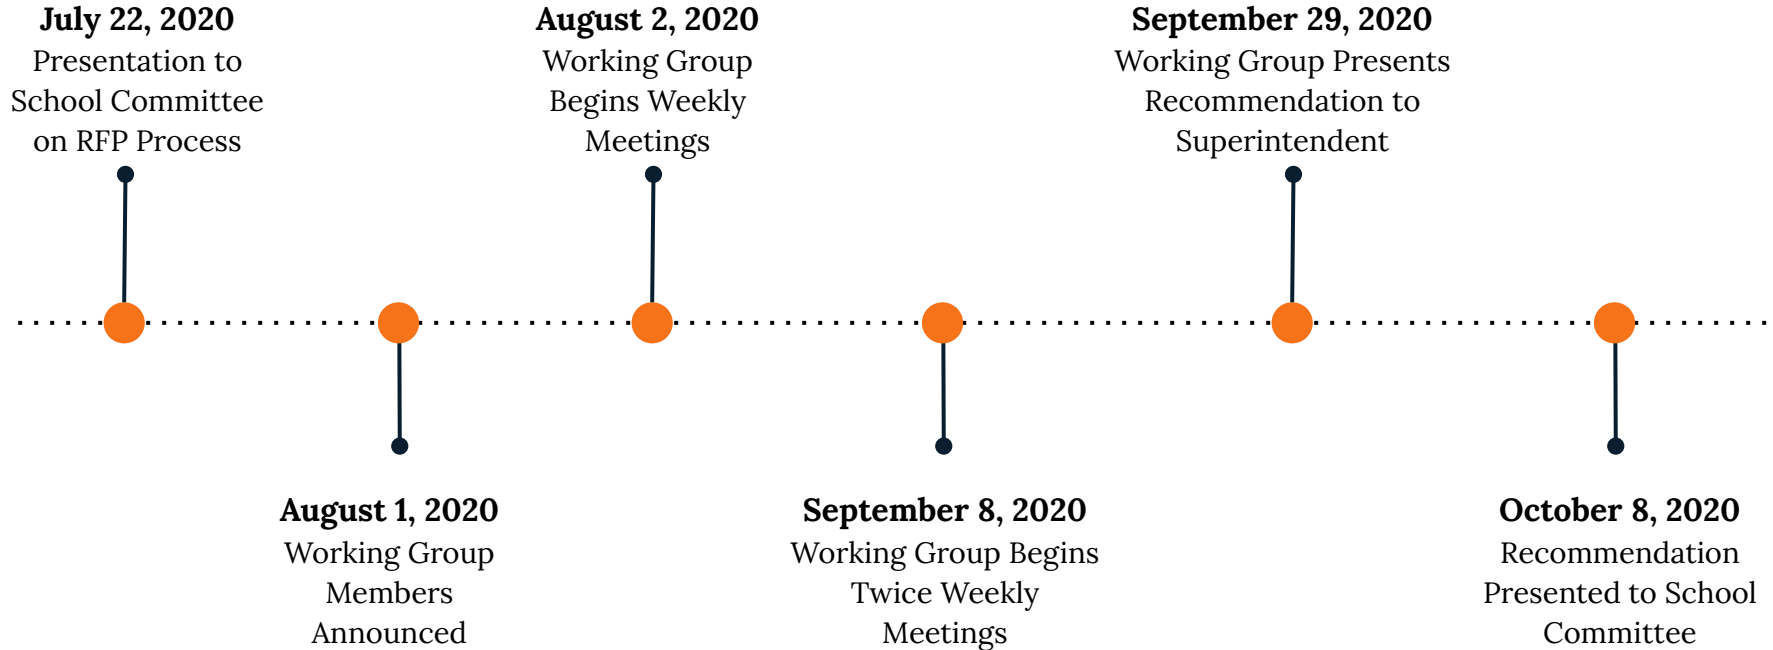 July 22, 2020
Presentation to
School Committee
on RFP Process
August 1, 2020
Working Group
Members
Announced
August 2, 2020
Working Group
Begins Weekly
Meetings
September 8, 2020
Working Group Begins
Twice Weekly
Meetings
September 29, 2020
Working Group Presents
Recommendation to
Superintendent
October 8, 2020
Recommendation
Presented to School
Committee